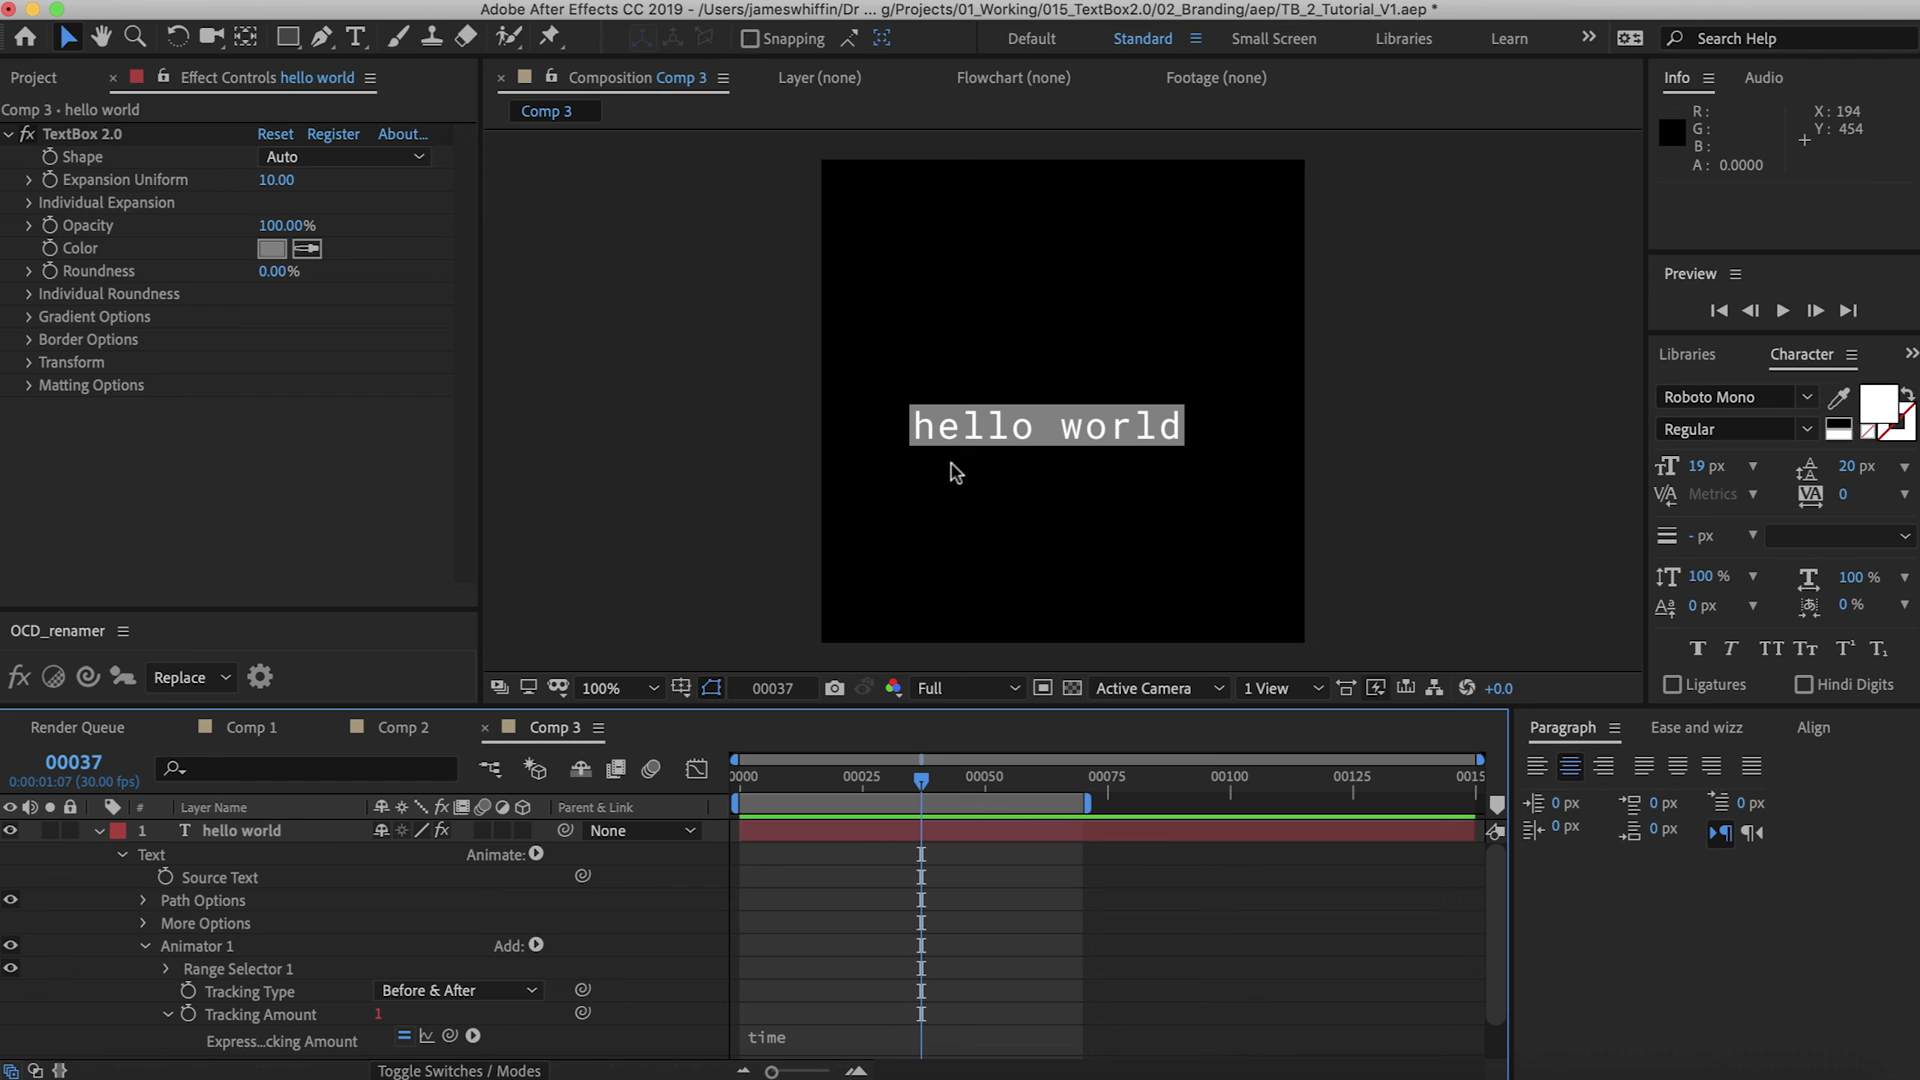 Adobe After Effects CC 2019 - /Users/jameswhiffin/Dr ... g/Projects/01_Working/015_TextBox2.0/02_Branding/aep/TB_2_Tutorial_V1.aep *
Snapping
Default
Standard
Small Screen
Libraries
Learn
Search Help
Project
Effect Controls hello world
Comp 3 • hello world
fx TextBox 2.0 Reset Register About...
Shape Auto
Expansion Uniform 10.00
Individual Expansion
Opacity 100.00%
Color
Roundness 0.00%
Individual Roundness
Gradient Options
Border Options
Transform
Matting Options
OCD_renamer
fx Replace
Composition Comp 3
Layer (none)
Flowchart (none)
Footage (none)
Comp 3
hello world
100% 00037 Full Active Camera 1 View +0.0
Info Audio
R :
G :
B :
A : 0.0000
X : 194
Y : 454
Preview
Libraries Character
Roboto Mono
Regular
19 px 20 px
Metrics 0
- px
100 % 100 %
0 px 0 %
T T TT Tт T¹ T₁
Ligatures Hindi Digits
Render Queue Comp 1 Comp 2 Comp 3
00037
0:00:01:07 (30.00 fps)
0000 00025 00050 00075 00100 00125 0015
# Layer Name Parent & Link
1 T hello world fx None
Text Animate:
Source Text
Path Options
More Options
Animator 1 Add:
Range Selector 1
Tracking Type Before & After
Tracking Amount 1
Express...cking Amount time
Toggle Switches / Modes
Paragraph Ease and wizz Align
0 px 0 px 0 px
0 px 0 px